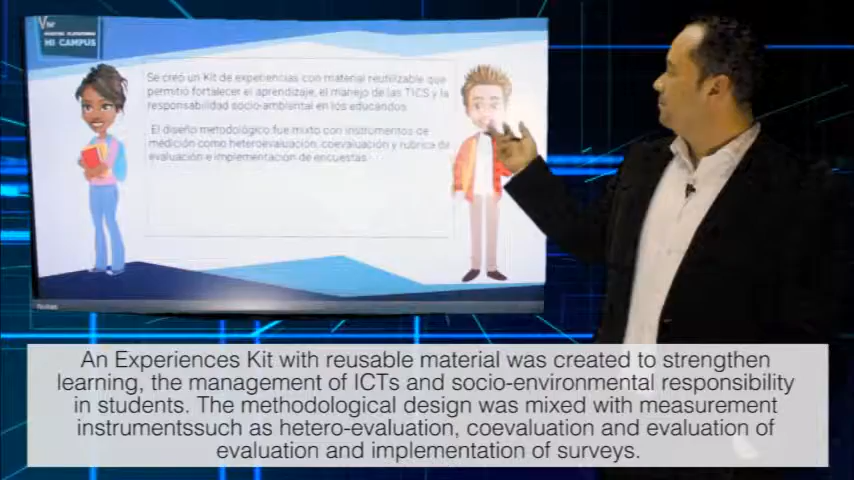 MI CAMPUS
Se creó un Kit de experiencias con material reutilizable que
permitió fortalecer el aprendizaje, el manejo de las TICS y la
responsabilidad socio-ambiental en los educandos.
El diseño metodológico fue mixto con instrumentos de
medición como heteroevaluación, coevaluación y rubrica de
evaluación e implementación de encuestas.
An Experiences Kit with reusable material was created to strengthen
learning, the management of ICTs and socio-environmental responsibility
in students. The methodological design was mixed with measurement
instrumentssuch as hetero-evaluation, coevaluation and evaluation of
evaluation and implementation of surveys.